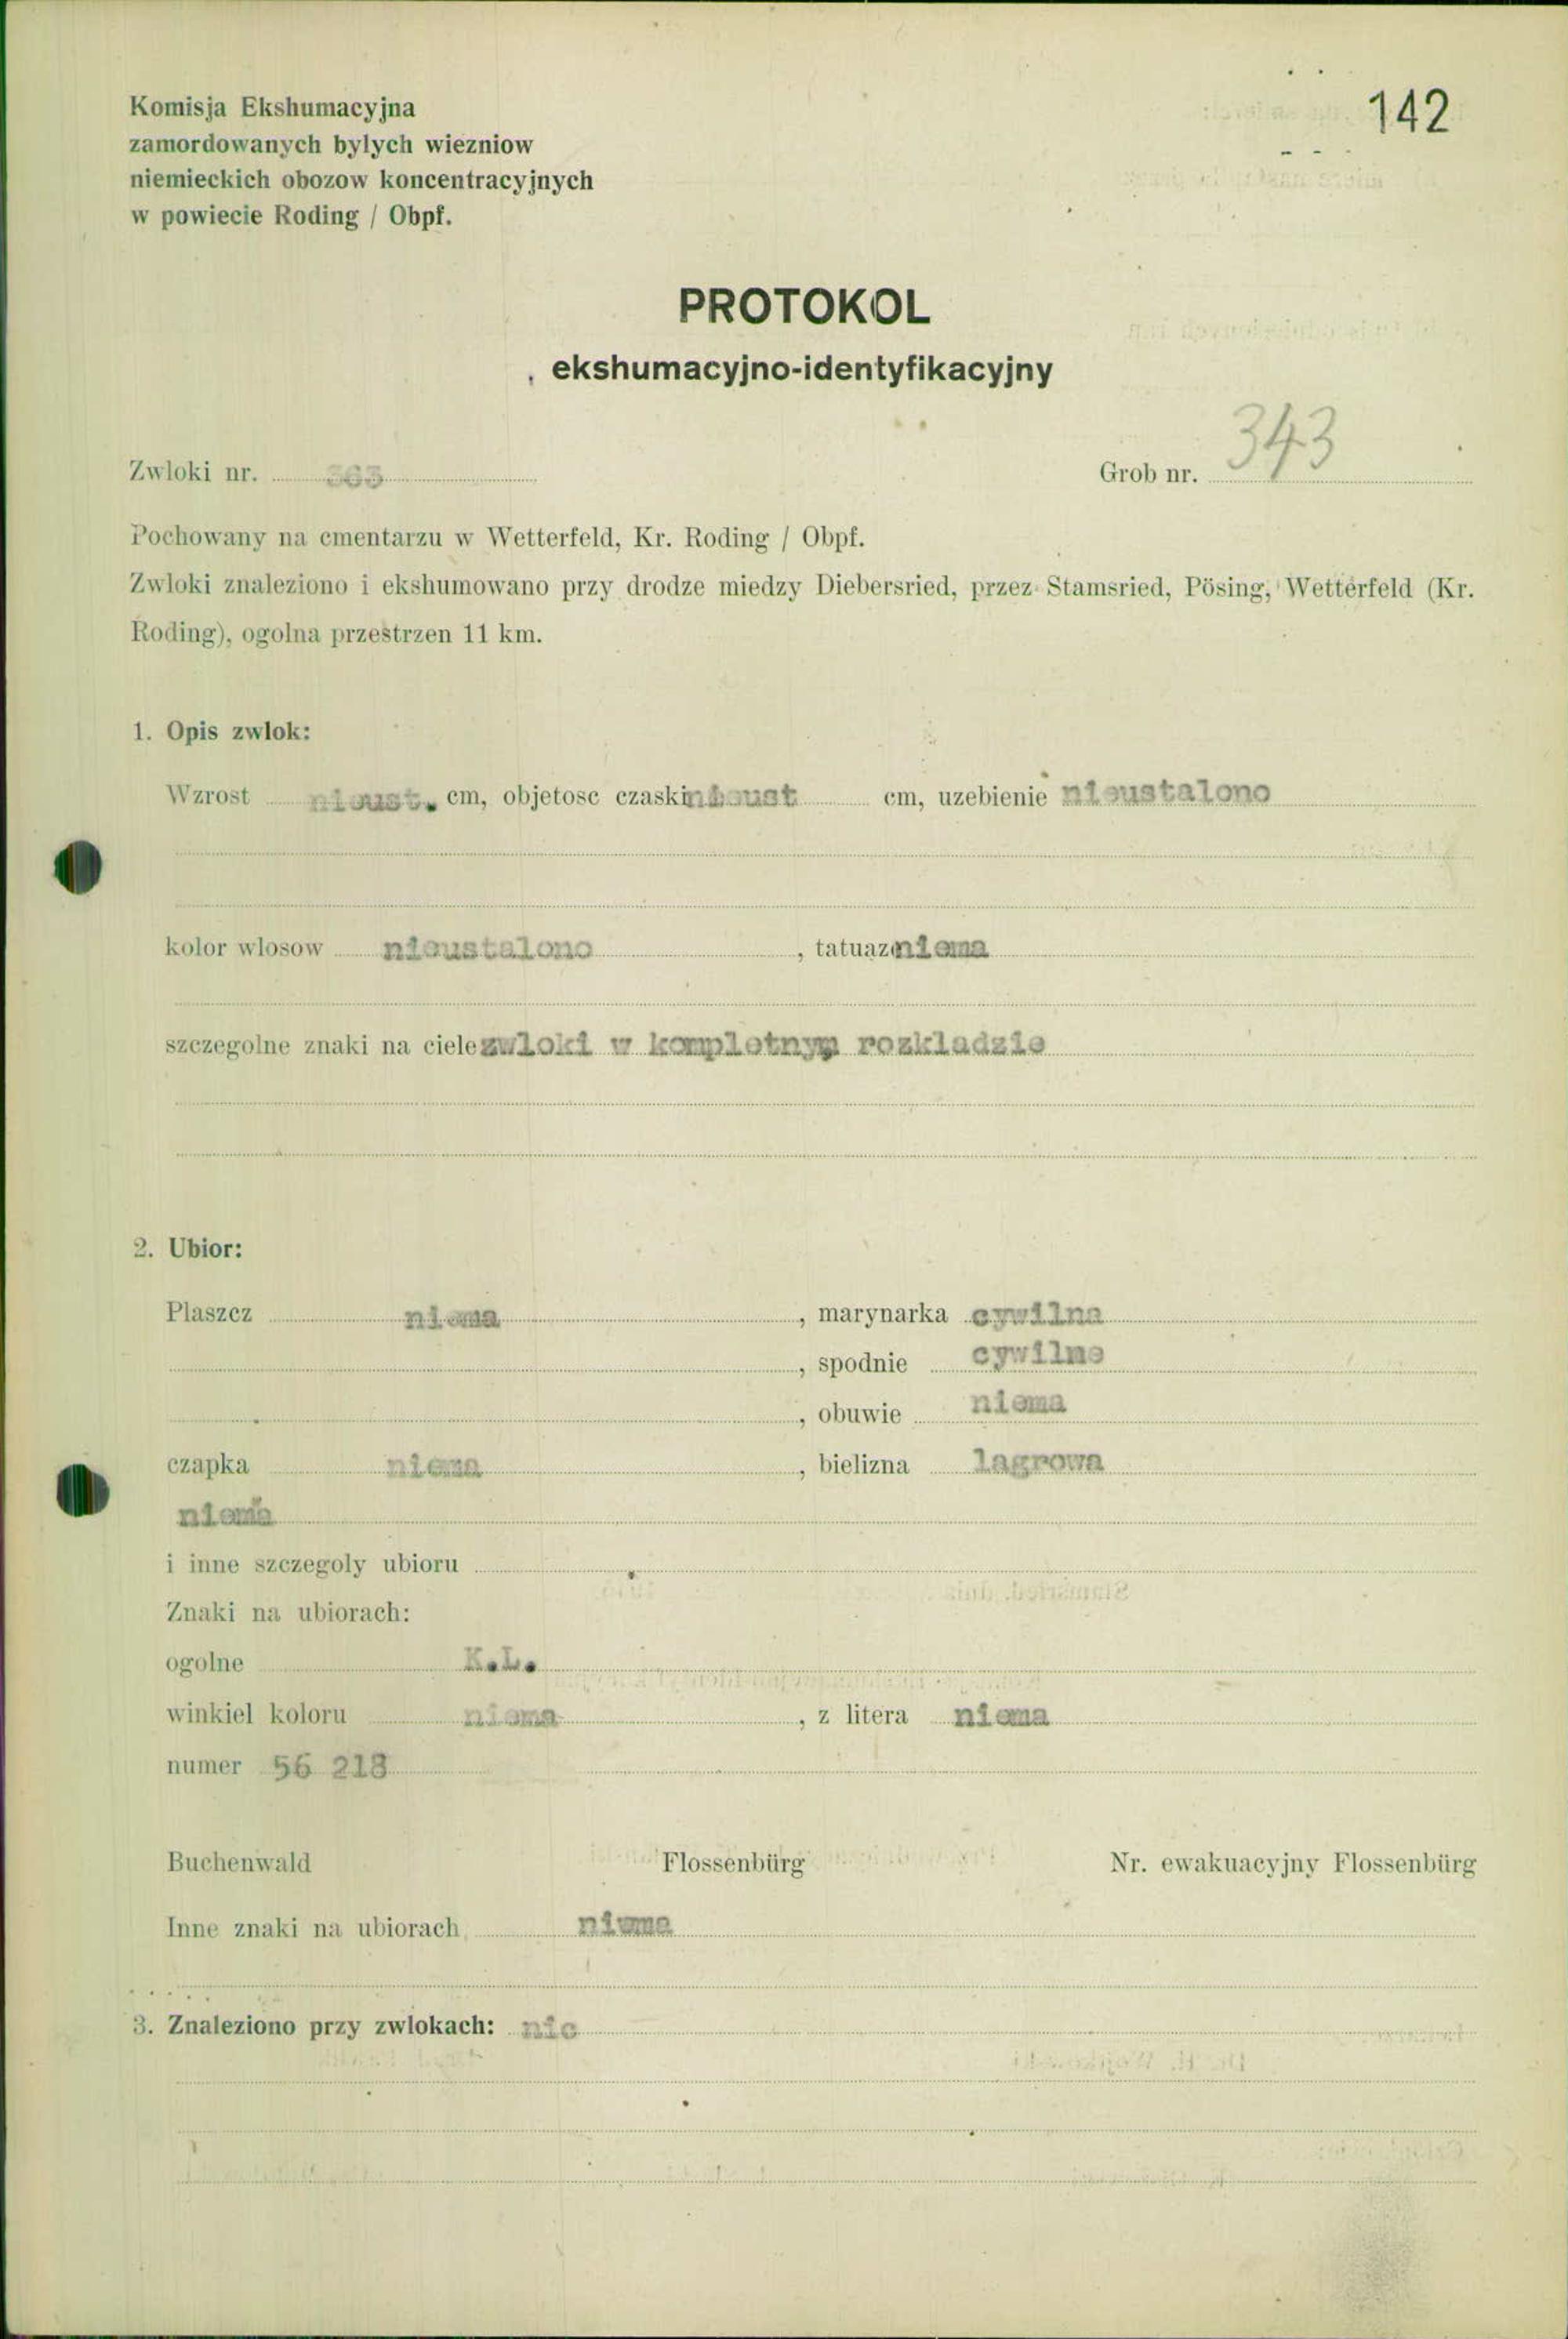 142
Komisja Ekshumacyjna
zamordowanych bylych wiezniow
niemieckich obozow koncentracyjnych
w powiecie Roding / Obpf.
PROTOKOL
ekshumacyjno-identyfikacyjny
Zwloki nr. 363 Grob nr. 343
Pochowany na cmentarzu w Wetterfeld, Kr. Roding / Obpf.
Zwloki znaleziono i ekshumowano przy drodze miedzy Diebersried, przez Stamsried, Pösing, Wetterfeld (Kr.
Roding), ogolna przestrzen 11 km.
1. Opis zwlok:
Wzrost nieust. cm, objetosc czaski nieust cm, uzebienie nieustalono
kolor wlosow nieustalono , tatuaze niema
szczegolne znaki na ciele zwloki w kompletnym rozkladzie
2. Ubior:
Plaszcz niema , marynarka cywilna
, spodnie cywilne
, obuwie niema
czapka niema , bielizna lagrowa
niema
i inne szczegoly ubioru
Znaki na ubiorach:
ogolne K.L.
winkiel koloru niema , z litera niema
numer 56 218
Buchenwald Flossenbürg Nr. ewakuacyjny Flossenbürg
Inne znaki na ubiorach niema
3. Znaleziono przy zwlokach: nic